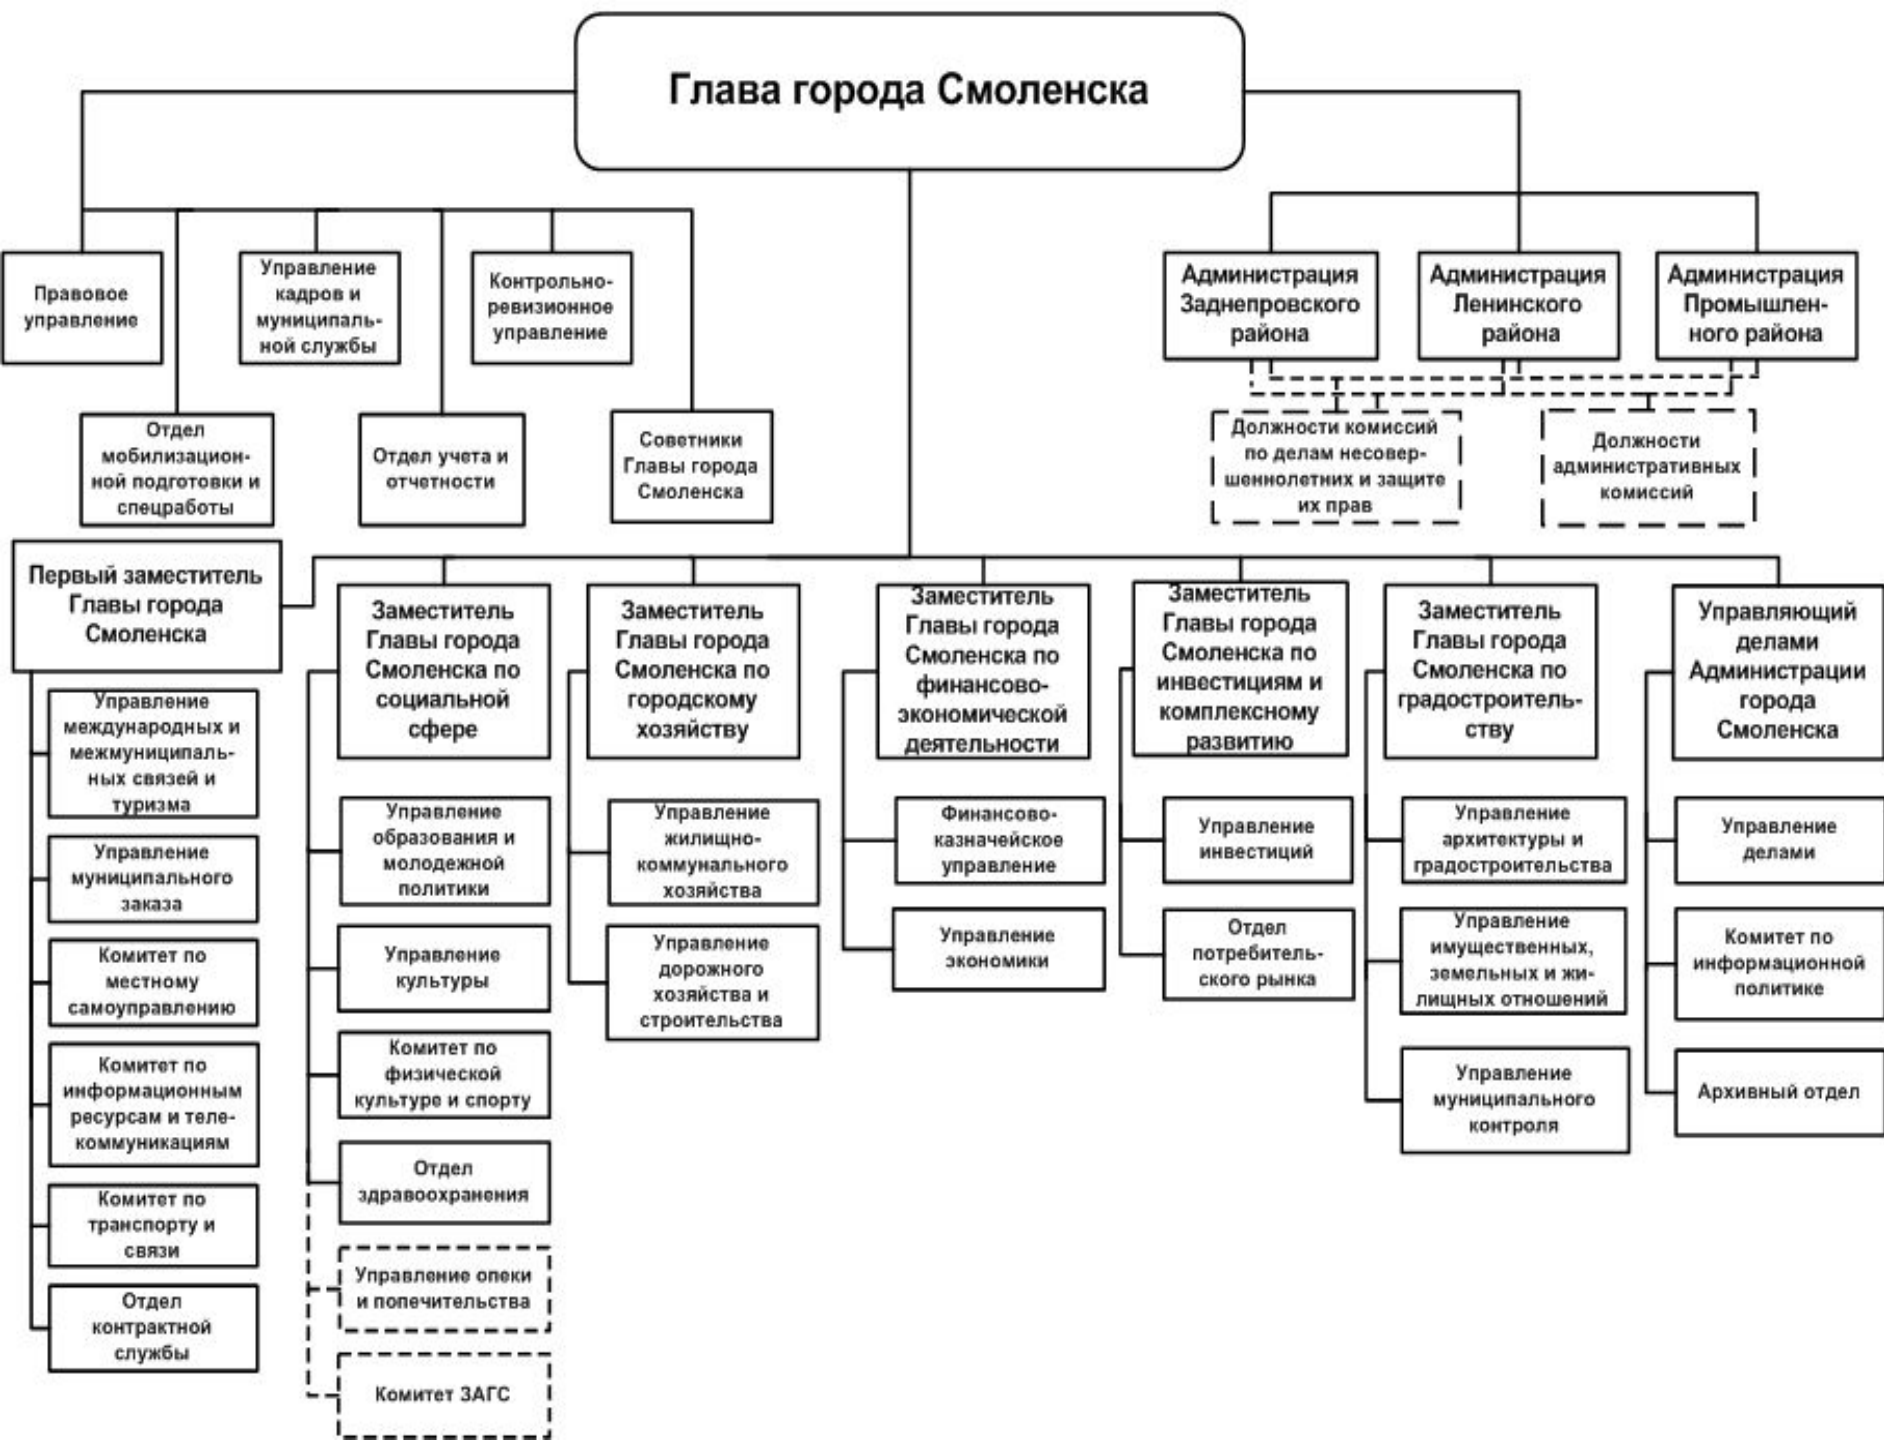 Глава города Смоленска
Правовое
управление
Управление
кадров и
муниципаль-
ной службы
Контрольно-
ревизионное
управление
Администрация
Заднепровского
района
Администрация
Ленинского
района
Администрация
Промышлен-
ного района
Отдел
мобилизацион-
ной подготовки и
спецработы
Отдел учета и
отчетности
Советники
Главы города
Смоленска
Должности комиссий
по делам несовер-
шеннолетних и защите
их прав
Должности
административных
комиссий
Первый заместитель
Главы города
Смоленска
Управление
международных и
межмуниципаль-
ных связей и
туризма
Управление
муниципального
заказа
Комитет по
местному
самоуправлению
Комитет по
информационным
ресурсам и теле-
коммуникациям
Комитет по
транспорту и
связи
Отдел
контрактной
службы
Заместитель
Главы города
Смоленска по
социальной
сфере
Управление
образования и
молодежной
политики
Управление
культуры
Комитет по
физической
культуре и спорту
Отдел
здравоохранения
Управление опеки
и попечительства
Комитет ЗАГС
Заместитель
Главы города
Смоленска по
городскому
хозяйству
Управление
жилищно-
коммунального
хозяйства
Управление
дорожного
хозяйства и
строительства
Заместитель
Главы города
Смоленска по
финансово-
экономической
деятельности
Финансово-
казначейское
управление
Управление
экономики
Заместитель
Главы города
Смоленска по
инвестициям и
комплексному
развитию
Управление
инвестиций
Отдел
потребитель-
ского рынка
Заместитель
Главы города
Смоленска по
градостроитель-
ству
Управление
архитектуры и
градостроительства
Управление
имущественных,
земельных и жи-
лищных отношений
Управление
муниципального
контроля
Управляющий
делами
Администрации
города
Смоленска
Управление
делами
Комитет по
информационной
политике
Архивный отдел